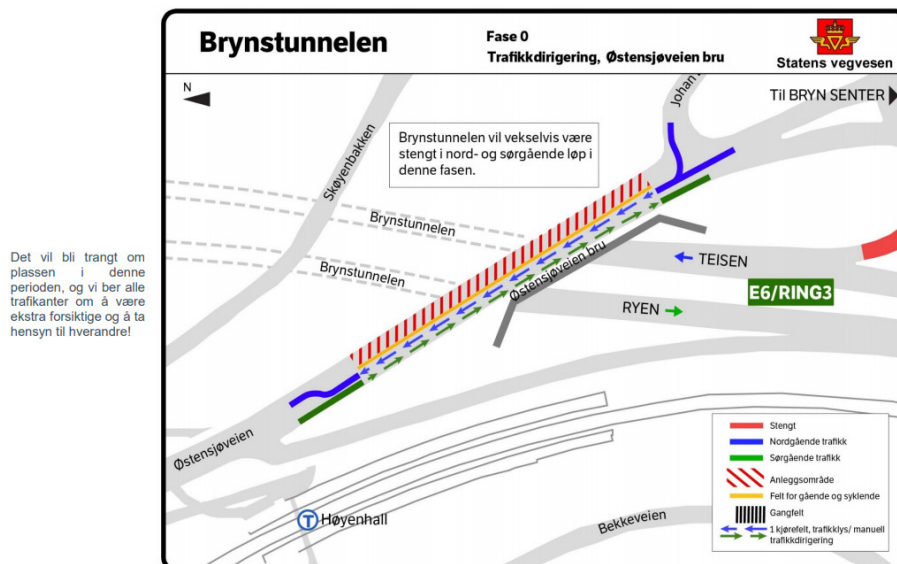 Brynstunnelen
Fase 0
Trafikkdirigering, Østensjøveien bru
Statens vegvesen
N
Til BRYN SENTER
Johan
Skøyenbakken
Brynstunnelen vil vekselvis være
stengt i nord- og sørgående løp i
denne fasen.
Brynstunnelen
Brynstunnelen
Østensjøveien bru
TEISEN
E6/RING3
RYEN
Det vil bli trangt om
plassen i denne
perioden, og vi ber alle
trafikanter om å være
ekstra forsiktige og å ta
hensyn til hverandre!
Østensjøveien
T Høyenhall
Bekkeveien
Stengt
Nordgående trafikk
Sørgående trafikk
Anleggsområde
Felt for gående og syklende
Gangfelt
1 kjørefelt, trafikklys/ manuell
trafikkdirigering